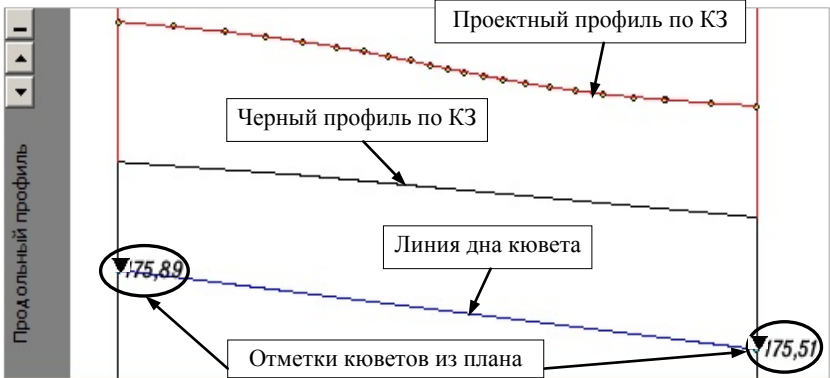 Проектный профиль по КЗ
Черный профиль по КЗ
Продольный профиль
Линия дна кювета
175,89
175,51
Отметки кюветов из плана